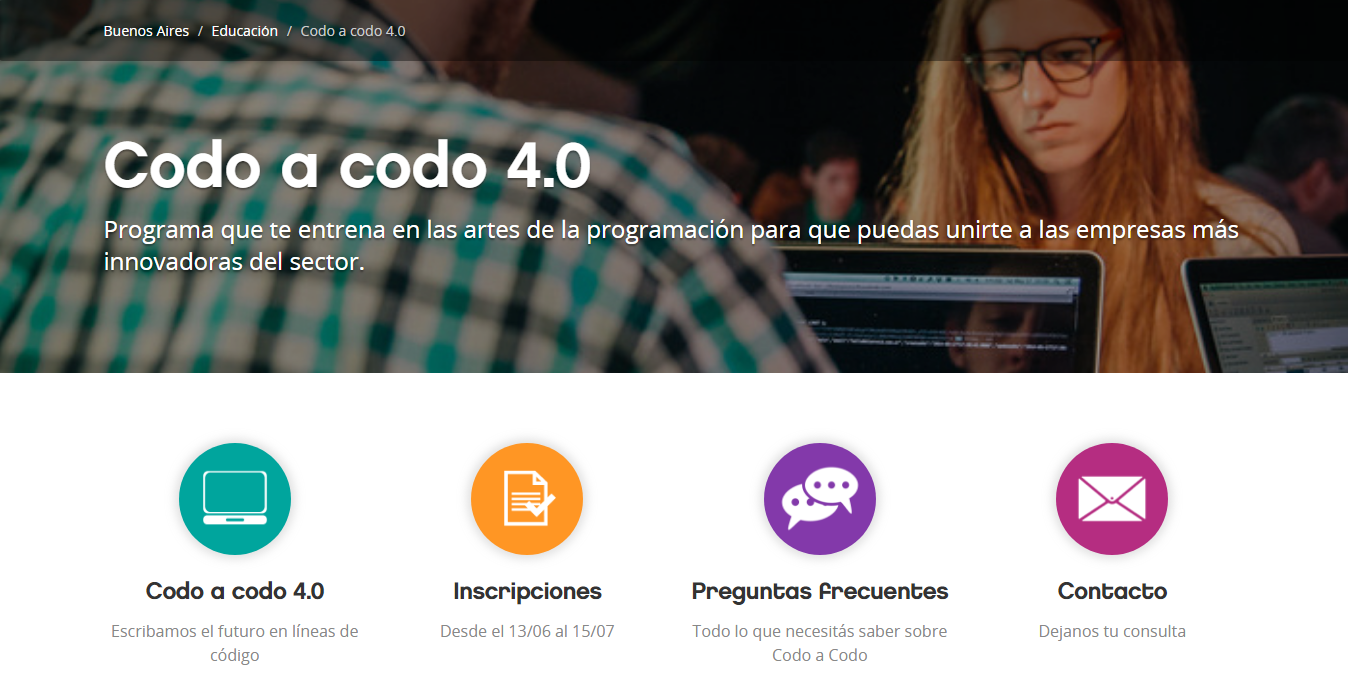 Buenos Aires / Educación / Codo a codo 4.0
Codo a codo 4.0
Programa que te entrena en las artes de la programación para que puedas unirte a las empresas más
innovadoras del sector.
Codo a codo 4.0
Escribamos el futuro en líneas de
código
Inscripciones
Desde el 13/06 al 15/07
Preguntas frecuentes
Todo lo que necesitás saber sobre
Codo a Codo
Contacto
Dejanos tu consulta